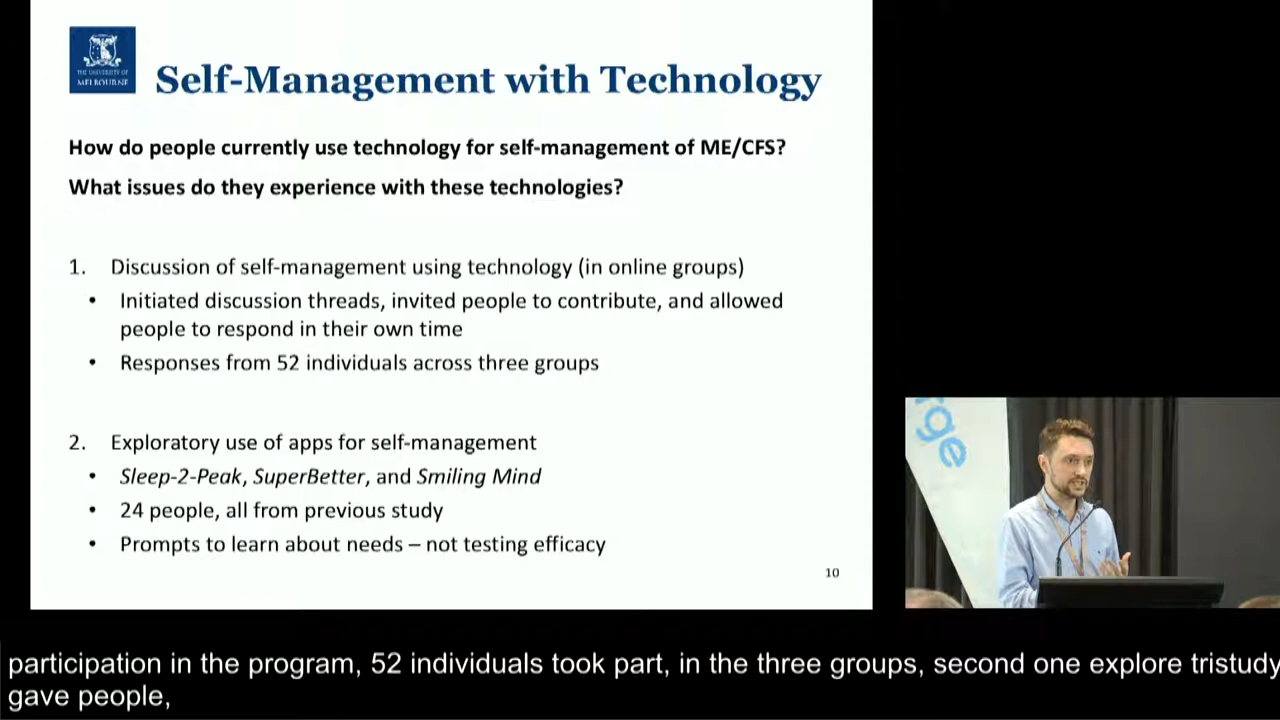 THE UNIVERSITY OF
MELBOURNE
Self-Management with Technology
How do people currently use technology for self-management of ME/CFS?
What issues do they experience with these technologies?
1. Discussion of self-management using technology (in online groups)
• Initiated discussion threads, invited people to contribute, and allowed
people to respond in their own time
• Responses from 52 individuals across three groups
2. Exploratory use of apps for self-management
• Sleep-2-Peak, SuperBetter, and Smiling Mind
• 24 people, all from previous study
• Prompts to learn about needs – not testing efficacy
10
rge
participation in the program, 52 individuals took part, in the three groups, second one explore tristudy
gave people,